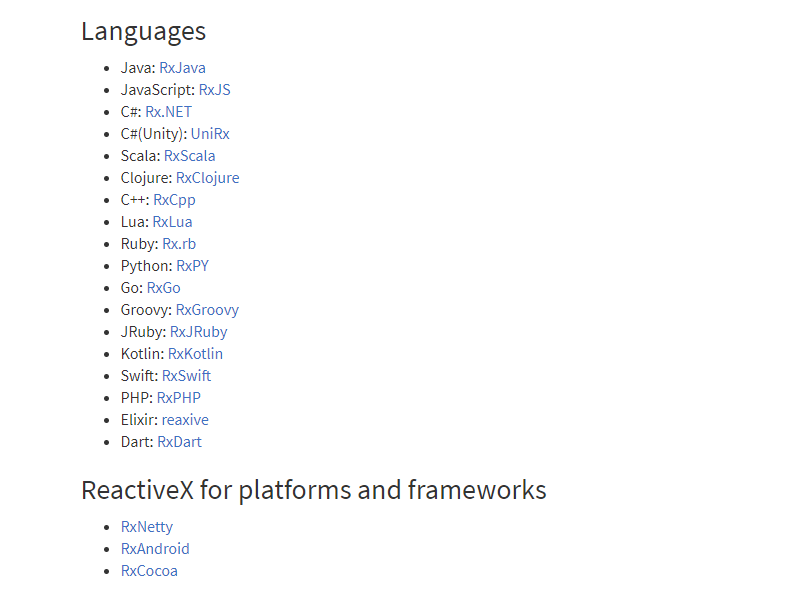 Languages
Java: RxJava
JavaScript: RxJS
C#: Rx.NET
C#(Unity): UniRx
Scala: RxScala
Clojure: RxClojure
C++: RxCpp
Lua: RxLua
Ruby: Rx.rb
Python: RxPY
Go: RxGo
Groovy: RxGroovy
JRuby: RxJRuby
Kotlin: RxKotlin
Swift: RxSwift
PHP: RxPHP
Elixir: reaxive
Dart: RxDart
ReactiveX for platforms and frameworks
RxNetty
RxAndroid
RxCocoa